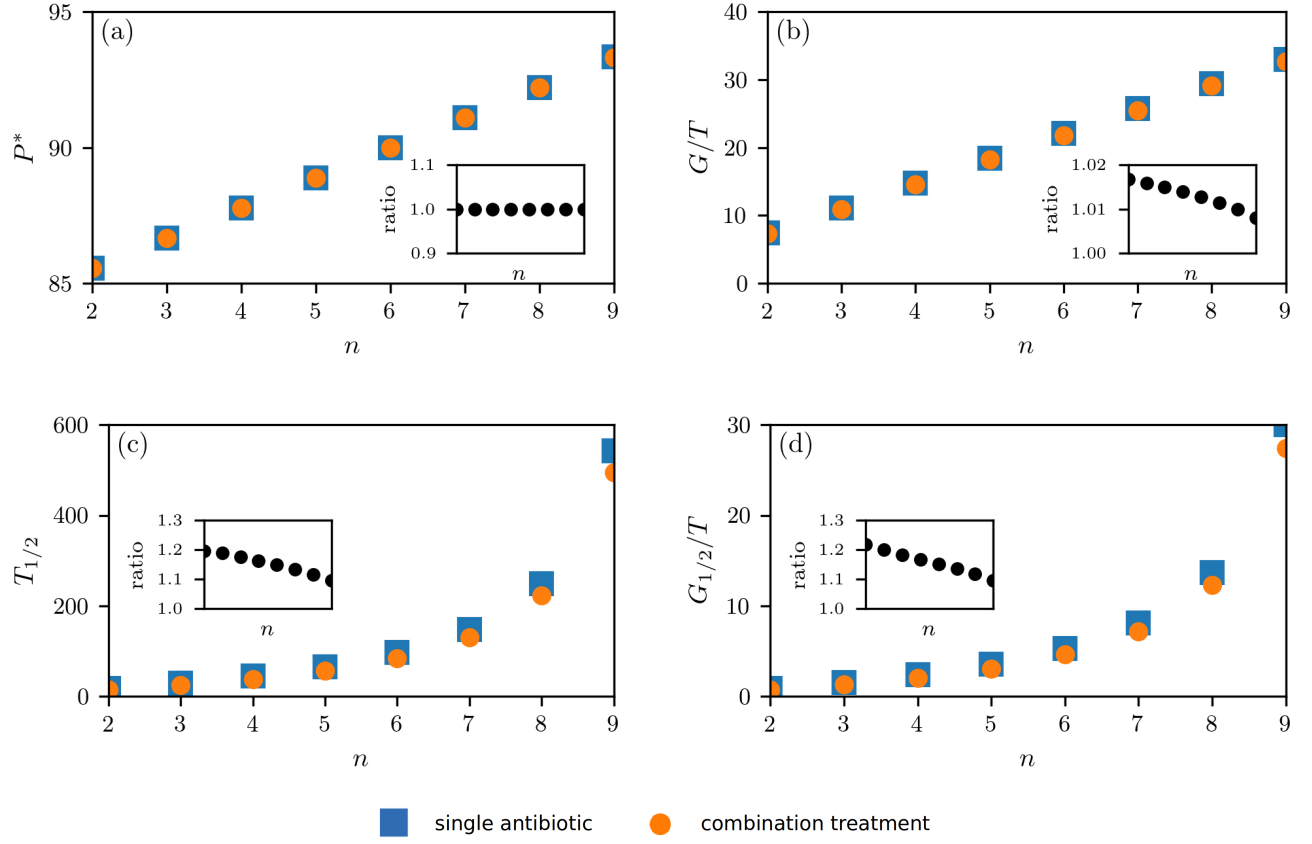 (a)
P*
95
90
85
2 3 4 5 6 7 8 9
n
ratio
1.1
1.0
0.9
n
(b)
G/T
40
30
20
10
0
2 3 4 5 6 7 8 9
n
ratio
1.02
1.01
1.00
n
(c)
T1/2
600
400
200
0
2 3 4 5 6 7 8 9
n
ratio
1.3
1.2
1.1
1.0
n
(d)
G1/2/T
30
20
10
0
2 3 4 5 6 7 8 9
n
ratio
1.3
1.2
1.1
1.0
n
single antibiotic
combination treatment